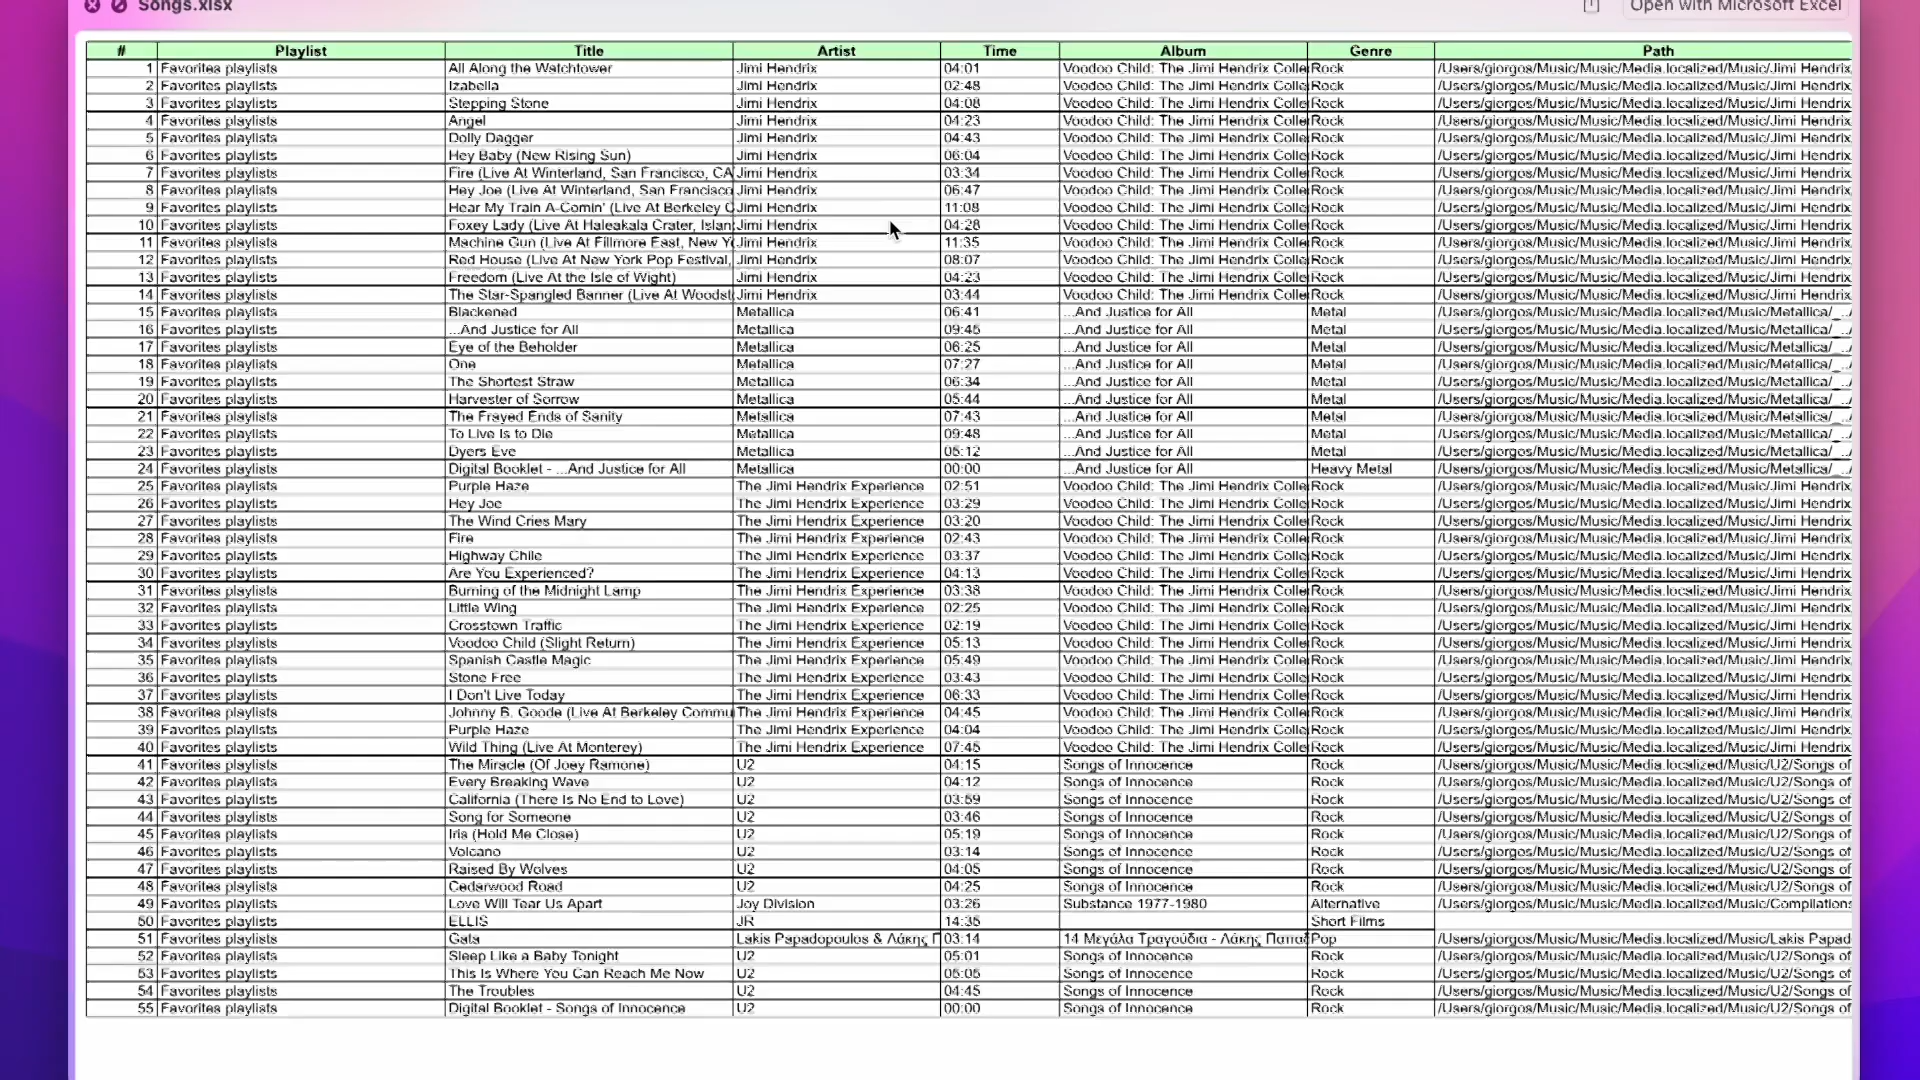 Songs.xlsx Open with Microsoft Excel
# Playlist Title Artist Time Album Genre Path
1 Favorites playlists All Along the Watchtower Jimi Hendrix 04:01 Voodoo Child: The Jimi Hendrix Colle Rock /Users/giorgos/Music/Music/Media.localized/Music/Jimi Hendrix
2 Favorites playlists Izabella Jimi Hendrix 02:48 Voodoo Child: The Jimi Hendrix Colle Rock /Users/giorgos/Music/Music/Media.localized/Music/Jimi Hendrix
3 Favorites playlists Stepping Stone Jimi Hendrix 04:08 Voodoo Child: The Jimi Hendrix Colle Rock /Users/giorgos/Music/Music/Media.localized/Music/Jimi Hendrix
4 Favorites playlists Angel Jimi Hendrix 04:23 Voodoo Child: The Jimi Hendrix Colle Rock /Users/giorgos/Music/Music/Media.localized/Music/Jimi Hendrix
5 Favorites playlists Dolly Dagger Jimi Hendrix 04:43 Voodoo Child: The Jimi Hendrix Colle Rock /Users/giorgos/Music/Music/Media.localized/Music/Jimi Hendrix
6 Favorites playlists Hey Baby (New Rising Sun) Jimi Hendrix 06:04 Voodoo Child: The Jimi Hendrix Colle Rock /Users/giorgos/Music/Music/Media.localized/Music/Jimi Hendrix
7 Favorites playlists Fire (Live At Winterland, San Francisco, CA Jimi Hendrix 03:34 Voodoo Child: The Jimi Hendrix Colle Rock /Users/giorgos/Music/Music/Media.localized/Music/Jimi Hendrix
8 Favorites playlists Hey Joe (Live At Winterland, San Francisco Jimi Hendrix 06:47 Voodoo Child: The Jimi Hendrix Colle Rock /Users/giorgos/Music/Music/Media.localized/Music/Jimi Hendrix
9 Favorites playlists Hear My Train A-Comin' (Live At Berkeley C Jimi Hendrix 11:08 Voodoo Child: The Jimi Hendrix Colle Rock /Users/giorgos/Music/Music/Media.localized/Music/Jimi Hendrix
10 Favorites playlists Foxey Lady (Live At Haleakala Crater, Islan Jimi Hendrix 04:28 Voodoo Child: The Jimi Hendrix Colle Rock /Users/giorgos/Music/Music/Media.localized/Music/Jimi Hendrix
11 Favorites playlists Machine Gun (Live At Fillmore East, New Y Jimi Hendrix 11:35 Voodoo Child: The Jimi Hendrix Colle Rock /Users/giorgos/Music/Music/Media.localized/Music/Jimi Hendrix
12 Favorites playlists Red House (Live At New York Pop Festival, Jimi Hendrix 08:07 Voodoo Child: The Jimi Hendrix Colle Rock /Users/giorgos/Music/Music/Media.localized/Music/Jimi Hendrix
13 Favorites playlists Freedom (Live At the Isle of Wight) Jimi Hendrix 04:23 Voodoo Child: The Jimi Hendrix Colle Rock /Users/giorgos/Music/Music/Media.localized/Music/Jimi Hendrix
14 Favorites playlists The Star-Spangled Banner (Live At Woodst Jimi Hendrix 03:44 Voodoo Child: The Jimi Hendrix Colle Rock /Users/giorgos/Music/Music/Media.localized/Music/Jimi Hendrix
15 Favorites playlists Blackened Metallica 06:41 ...And Justice for All Metal /Users/giorgos/Music/Music/Media.localized/Music/Metallica/_../
16 Favorites playlists ...And Justice for All Metallica 09:45 ...And Justice for All Metal /Users/giorgos/Music/Music/Media.localized/Music/Metallica/_../
17 Favorites playlists Eye of the Beholder Metallica 06:25 ...And Justice for All Metal /Users/giorgos/Music/Music/Media.localized/Music/Metallica/_../
18 Favorites playlists One Metallica 07:27 ...And Justice for All Metal /Users/giorgos/Music/Music/Media.localized/Music/Metallica/_../
19 Favorites playlists The Shortest Straw Metallica 06:34 ...And Justice for All Metal /Users/giorgos/Music/Music/Media.localized/Music/Metallica/_../
20 Favorites playlists Harvester of Sorrow Metallica 05:44 ...And Justice for All Metal /Users/giorgos/Music/Music/Media.localized/Music/Metallica/_../
21 Favorites playlists The Frayed Ends of Sanity Metallica 07:43 ...And Justice for All Metal /Users/giorgos/Music/Music/Media.localized/Music/Metallica/_../
22 Favorites playlists To Live Is to Die Metallica 09:48 ...And Justice for All Metal /Users/giorgos/Music/Music/Media.localized/Music/Metallica/_../
23 Favorites playlists Dyers Eve Metallica 05:12 ...And Justice for All Metal /Users/giorgos/Music/Music/Media.localized/Music/Metallica/_../
24 Favorites playlists Digital Booklet - ...And Justice for All Metallica 00:00 ...And Justice for All Heavy Metal /Users/giorgos/Music/Music/Media.localized/Music/Metallica/_../
25 Favorites playlists Purple Haze The Jimi Hendrix Experience 02:51 Voodoo Child: The Jimi Hendrix Colle Rock /Users/giorgos/Music/Music/Media.localized/Music/Jimi Hendrix
26 Favorites playlists Hey Joe The Jimi Hendrix Experience 03:29 Voodoo Child: The Jimi Hendrix Colle Rock /Users/giorgos/Music/Music/Media.localized/Music/Jimi Hendrix
27 Favorites playlists The Wind Cries Mary The Jimi Hendrix Experience 03:20 Voodoo Child: The Jimi Hendrix Colle Rock /Users/giorgos/Music/Music/Media.localized/Music/Jimi Hendrix
28 Favorites playlists Fire The Jimi Hendrix Experience 02:43 Voodoo Child: The Jimi Hendrix Colle Rock /Users/giorgos/Music/Music/Media.localized/Music/Jimi Hendrix
29 Favorites playlists Highway Chile The Jimi Hendrix Experience 03:37 Voodoo Child: The Jimi Hendrix Colle Rock /Users/giorgos/Music/Music/Media.localized/Music/Jimi Hendrix
30 Favorites playlists Are You Experienced? The Jimi Hendrix Experience 04:13 Voodoo Child: The Jimi Hendrix Colle Rock /Users/giorgos/Music/Music/Media.localized/Music/Jimi Hendrix
31 Favorites playlists Burning of the Midnight Lamp The Jimi Hendrix Experience 03:38 Voodoo Child: The Jimi Hendrix Colle Rock /Users/giorgos/Music/Music/Media.localized/Music/Jimi Hendrix
32 Favorites playlists Little Wing The Jimi Hendrix Experience 02:25 Voodoo Child: The Jimi Hendrix Colle Rock /Users/giorgos/Music/Music/Media.localized/Music/Jimi Hendrix
33 Favorites playlists Crosstown Traffic The Jimi Hendrix Experience 02:19 Voodoo Child: The Jimi Hendrix Colle Rock /Users/giorgos/Music/Music/Media.localized/Music/Jimi Hendrix
34 Favorites playlists Voodoo Child (Slight Return) The Jimi Hendrix Experience 05:13 Voodoo Child: The Jimi Hendrix Colle Rock /Users/giorgos/Music/Music/Media.localized/Music/Jimi Hendrix
35 Favorites playlists Spanish Castle Magic The Jimi Hendrix Experience 05:49 Voodoo Child: The Jimi Hendrix Colle Rock /Users/giorgos/Music/Music/Media.localized/Music/Jimi Hendrix
36 Favorites playlists Stone Free The Jimi Hendrix Experience 03:43 Voodoo Child: The Jimi Hendrix Colle Rock /Users/giorgos/Music/Music/Media.localized/Music/Jimi Hendrix
37 Favorites playlists I Don't Live Today The Jimi Hendrix Experience 06:33 Voodoo Child: The Jimi Hendrix Colle Rock /Users/giorgos/Music/Music/Media.localized/Music/Jimi Hendrix
38 Favorites playlists Johnny B. Goode (Live At Berkeley Commu The Jimi Hendrix Experience 04:45 Voodoo Child: The Jimi Hendrix Colle Rock /Users/giorgos/Music/Music/Media.localized/Music/Jimi Hendrix
39 Favorites playlists Purple Haze The Jimi Hendrix Experience 04:04 Voodoo Child: The Jimi Hendrix Colle Rock /Users/giorgos/Music/Music/Media.localized/Music/Jimi Hendrix
40 Favorites playlists Wild Thing (Live At Monterey) The Jimi Hendrix Experience 07:45 Voodoo Child: The Jimi Hendrix Colle Rock /Users/giorgos/Music/Music/Media.localized/Music/Jimi Hendrix
41 Favorites playlists The Miracle (Of Joey Ramone) U2 04:15 Songs of Innocence Rock /Users/giorgos/Music/Music/Media.localized/Music/U2/Songs of
42 Favorites playlists Every Breaking Wave U2 04:12 Songs of Innocence Rock /Users/giorgos/Music/Music/Media.localized/Music/U2/Songs of
43 Favorites playlists California (There Is No End to Love) U2 03:59 Songs of Innocence Rock /Users/giorgos/Music/Music/Media.localized/Music/U2/Songs of
44 Favorites playlists Song for Someone U2 03:46 Songs of Innocence Rock /Users/giorgos/Music/Music/Media.localized/Music/U2/Songs of
45 Favorites playlists Iris (Hold Me Close) U2 05:19 Songs of Innocence Rock /Users/giorgos/Music/Music/Media.localized/Music/U2/Songs of
46 Favorites playlists Volcano U2 03:14 Songs of Innocence Rock /Users/giorgos/Music/Music/Media.localized/Music/U2/Songs of
47 Favorites playlists Raised By Wolves U2 04:05 Songs of Innocence Rock /Users/giorgos/Music/Music/Media.localized/Music/U2/Songs of
48 Favorites playlists Cedarwood Road U2 04:25 Songs of Innocence Rock /Users/giorgos/Music/Music/Media.localized/Music/U2/Songs of
49 Favorites playlists Love Will Tear Us Apart Joy Division 03:26 Substance 1977-1980 Alternative /Users/giorgos/Music/Music/Media.localized/Music/Compilations
50 Favorites playlists ELLIS JR 14:35 Short Films
51 Favorites playlists Gata Lakis Papadopoulos & Λάκης Π 03:14 14 Μεγάλα Τραγούδια - Λάκης Παπαδ Pop /Users/giorgos/Music/Music/Media.localized/Music/Lakis Papad
52 Favorites playlists Sleep Like a Baby Tonight U2 05:01 Songs of Innocence Rock /Users/giorgos/Music/Music/Media.localized/Music/U2/Songs of
53 Favorites playlists This Is Where You Can Reach Me Now U2 05:05 Songs of Innocence Rock /Users/giorgos/Music/Music/Media.localized/Music/U2/Songs of
54 Favorites playlists The Troubles U2 04:45 Songs of Innocence Rock /Users/giorgos/Music/Music/Media.localized/Music/U2/Songs of
55 Favorites playlists Digital Booklet - Songs of Innocence U2 00:00 Songs of Innocence Rock /Users/giorgos/Music/Music/Media.localized/Music/U2/Songs of